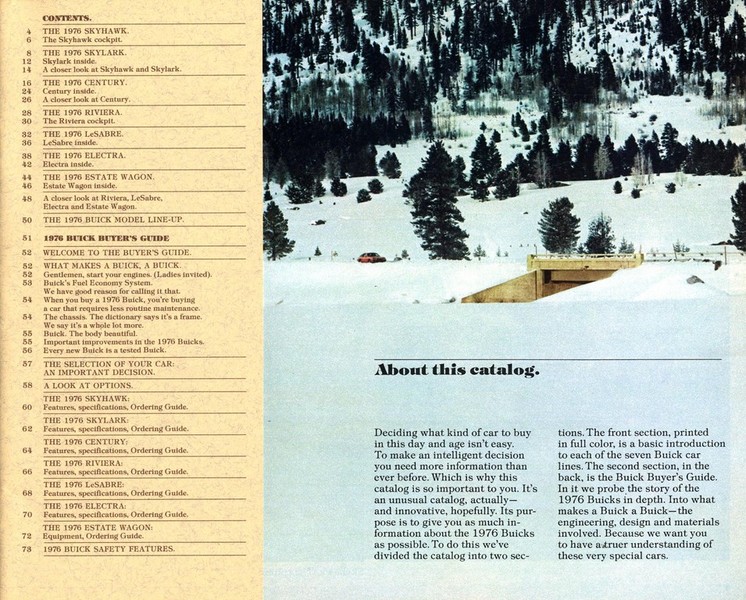 CONTENTS.
4 THE 1976 SKYHAWK.
6 The Skyhawk cockpit.
8 THE 1976 SKYLARK.
12 Skylark inside.
14 A closer look at Skyhawk and Skylark.
16 THE 1976 CENTURY.
24 Century inside.
26 A closer look at Century.
28 THE 1976 RIVIERA.
30 The Riviera cockpit.
32 THE 1976 LeSABRE.
36 LeSabre inside.
38 THE 1976 ELECTRA.
42 Electra inside.
44 THE 1976 ESTATE WAGON.
46 Estate Wagon inside.
48 A closer look at Riviera, LeSabre,
Electra and Estate Wagon.
50 THE 1976 BUICK MODEL LINE-UP.
51 1976 BUICK BUYER'S GUIDE
52 WELCOME TO THE BUYER'S GUIDE.
52 WHAT MAKES A BUICK, A BUICK.
52 Gentlemen, start your engines. (Ladies invited).
53 Buick's Fuel Economy System.
We have good reason for calling it that.
54 When you buy a 1976 Buick, you're buying
a car that requires less routine maintenance.
54 The chassis. The dictionary says it's a frame.
We say it's a whole lot more.
55 Buick. The body beautiful.
55 Important improvements in the 1976 Buicks.
56 Every new Buick is a tested Buick.
57 THE SELECTION OF YOUR CAR:
AN IMPORTANT DECISION.
58 A LOOK AT OPTIONS.
THE 1976 SKYHAWK:
60 Features, specifications, Ordering Guide.
THE 1976 SKYLARK:
62 Features, specifications, Ordering Guide.
THE 1976 CENTURY:
64 Features, specifications, Ordering Guide.
THE 1976 RIVIERA:
66 Features, specifications, Ordering Guide.
THE 1976 LeSABRE:
68 Features, specifications, Ordering Guide.
THE 1976 ELECTRA:
70 Features, specifications, Ordering Guide.
THE 1976 ESTATE WAGON:
72 Equipment, Ordering Guide.
73 1976 BUICK SAFETY FEATURES.
About this catalog.
Deciding what kind of car to buy
in this day and age isn't easy.
To make an intelligent decision
you need more information than
ever before. Which is why this
catalog is so important to you. It's
an unusual catalog, actually—
and innovative, hopefully. Its pur-
pose is to give you as much in-
formation about the 1976 Buicks
as possible. To do this we've
divided the catalog into two sec-
tions. The front section, printed
in full color, is a basic introduction
to each of the seven Buick car
lines. The second section, in the
back, is the Buick Buyer's Guide.
In it we probe the story of the
1976 Buicks in depth. Into what
makes a Buick a Buick—the
engineering, design and materials
involved. Because we want you
to have a truer understanding of
these very special cars.